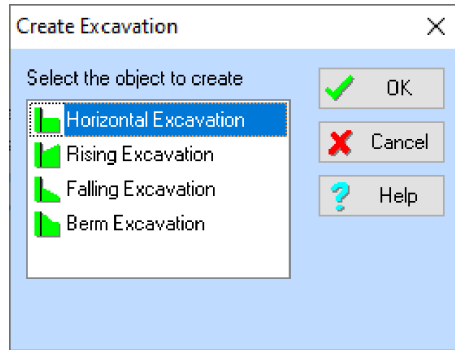 Create Excavation
Select the object to create
Horizontal Excavation
Rising Excavation
Falling Excavation
Berm Excavation
OK
Cancel
Help